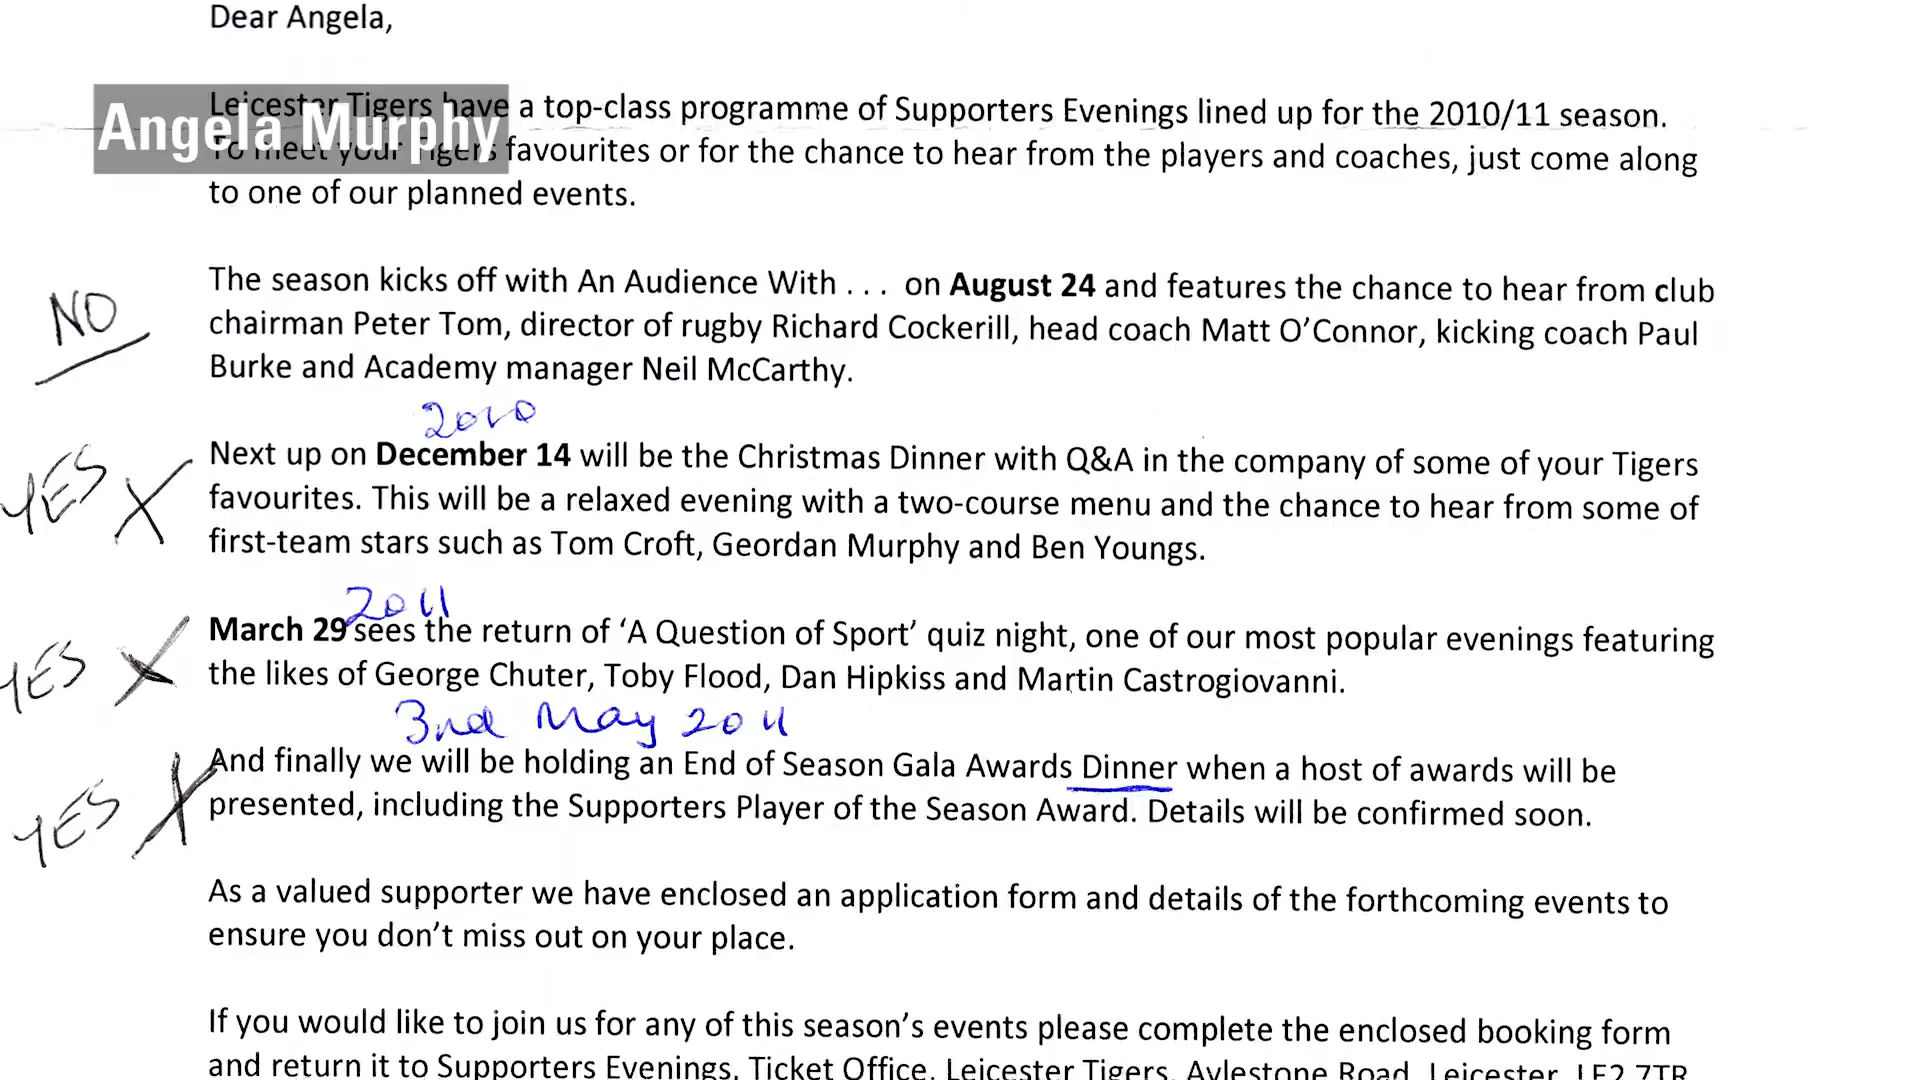 Dear Angela,
Angela Murphy
Leicester Tigers have a top-class programme of Supporters Evenings lined up for the 2010/11 season.
To meet your Tigers favourites or for the chance to hear from the players and coaches, just come along
to one of our planned events.
NO
The season kicks off with An Audience With . . . on August 24 and features the chance to hear from club
chairman Peter Tom, director of rugby Richard Cockerill, head coach Matt O’Connor, kicking coach Paul
Burke and Academy manager Neil McCarthy.
2010
YES X
Next up on December 14 will be the Christmas Dinner with Q&A in the company of some of your Tigers
favourites. This will be a relaxed evening with a two-course menu and the chance to hear from some of
first-team stars such as Tom Croft, Geordan Murphy and Ben Youngs.
2011
YES X
March 29 sees the return of ‘A Question of Sport’ quiz night, one of our most popular evenings featuring
the likes of George Chuter, Toby Flood, Dan Hipkiss and Martin Castrogiovanni.
3nd May 2011
YES X
And finally we will be holding an End of Season Gala Awards Dinner when a host of awards will be
presented, including the Supporters Player of the Season Award. Details will be confirmed soon.
As a valued supporter we have enclosed an application form and details of the forthcoming events to
ensure you don’t miss out on your place.
If you would like to join us for any of this season’s events please complete the enclosed booking form
and return it to Supporters Evenings, Ticket Office, Leicester Tigers, Aylestone Road, Leicester, LE2 7TR